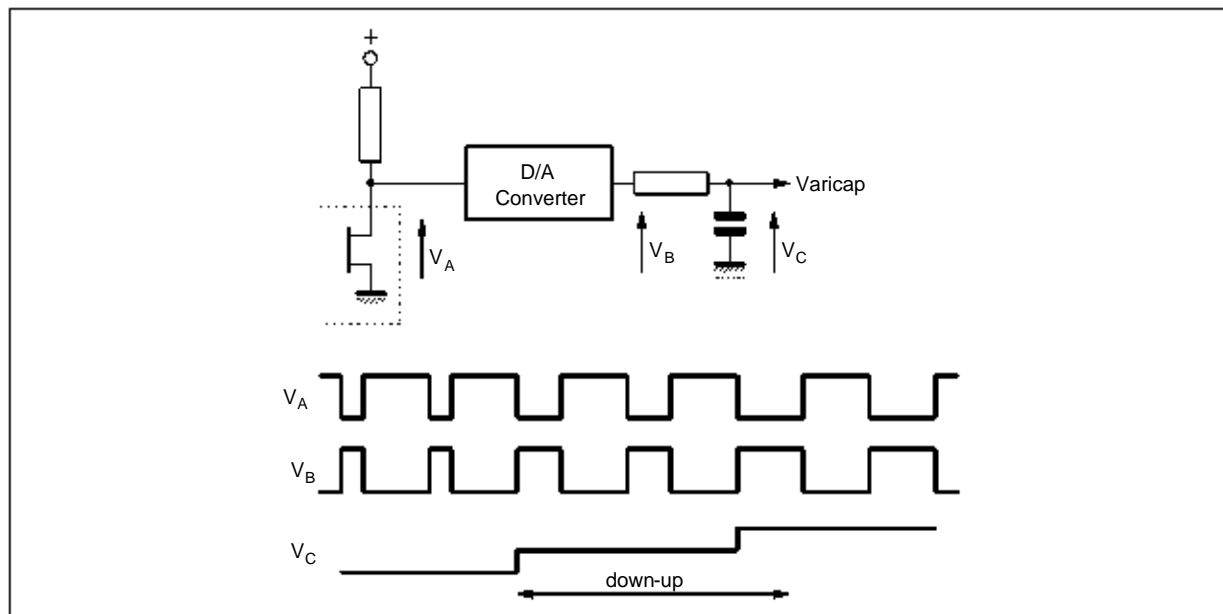 +
D/A
Converter
Varicap
V_A
V_B
V_C
V_A
V_B
V_C
down-up